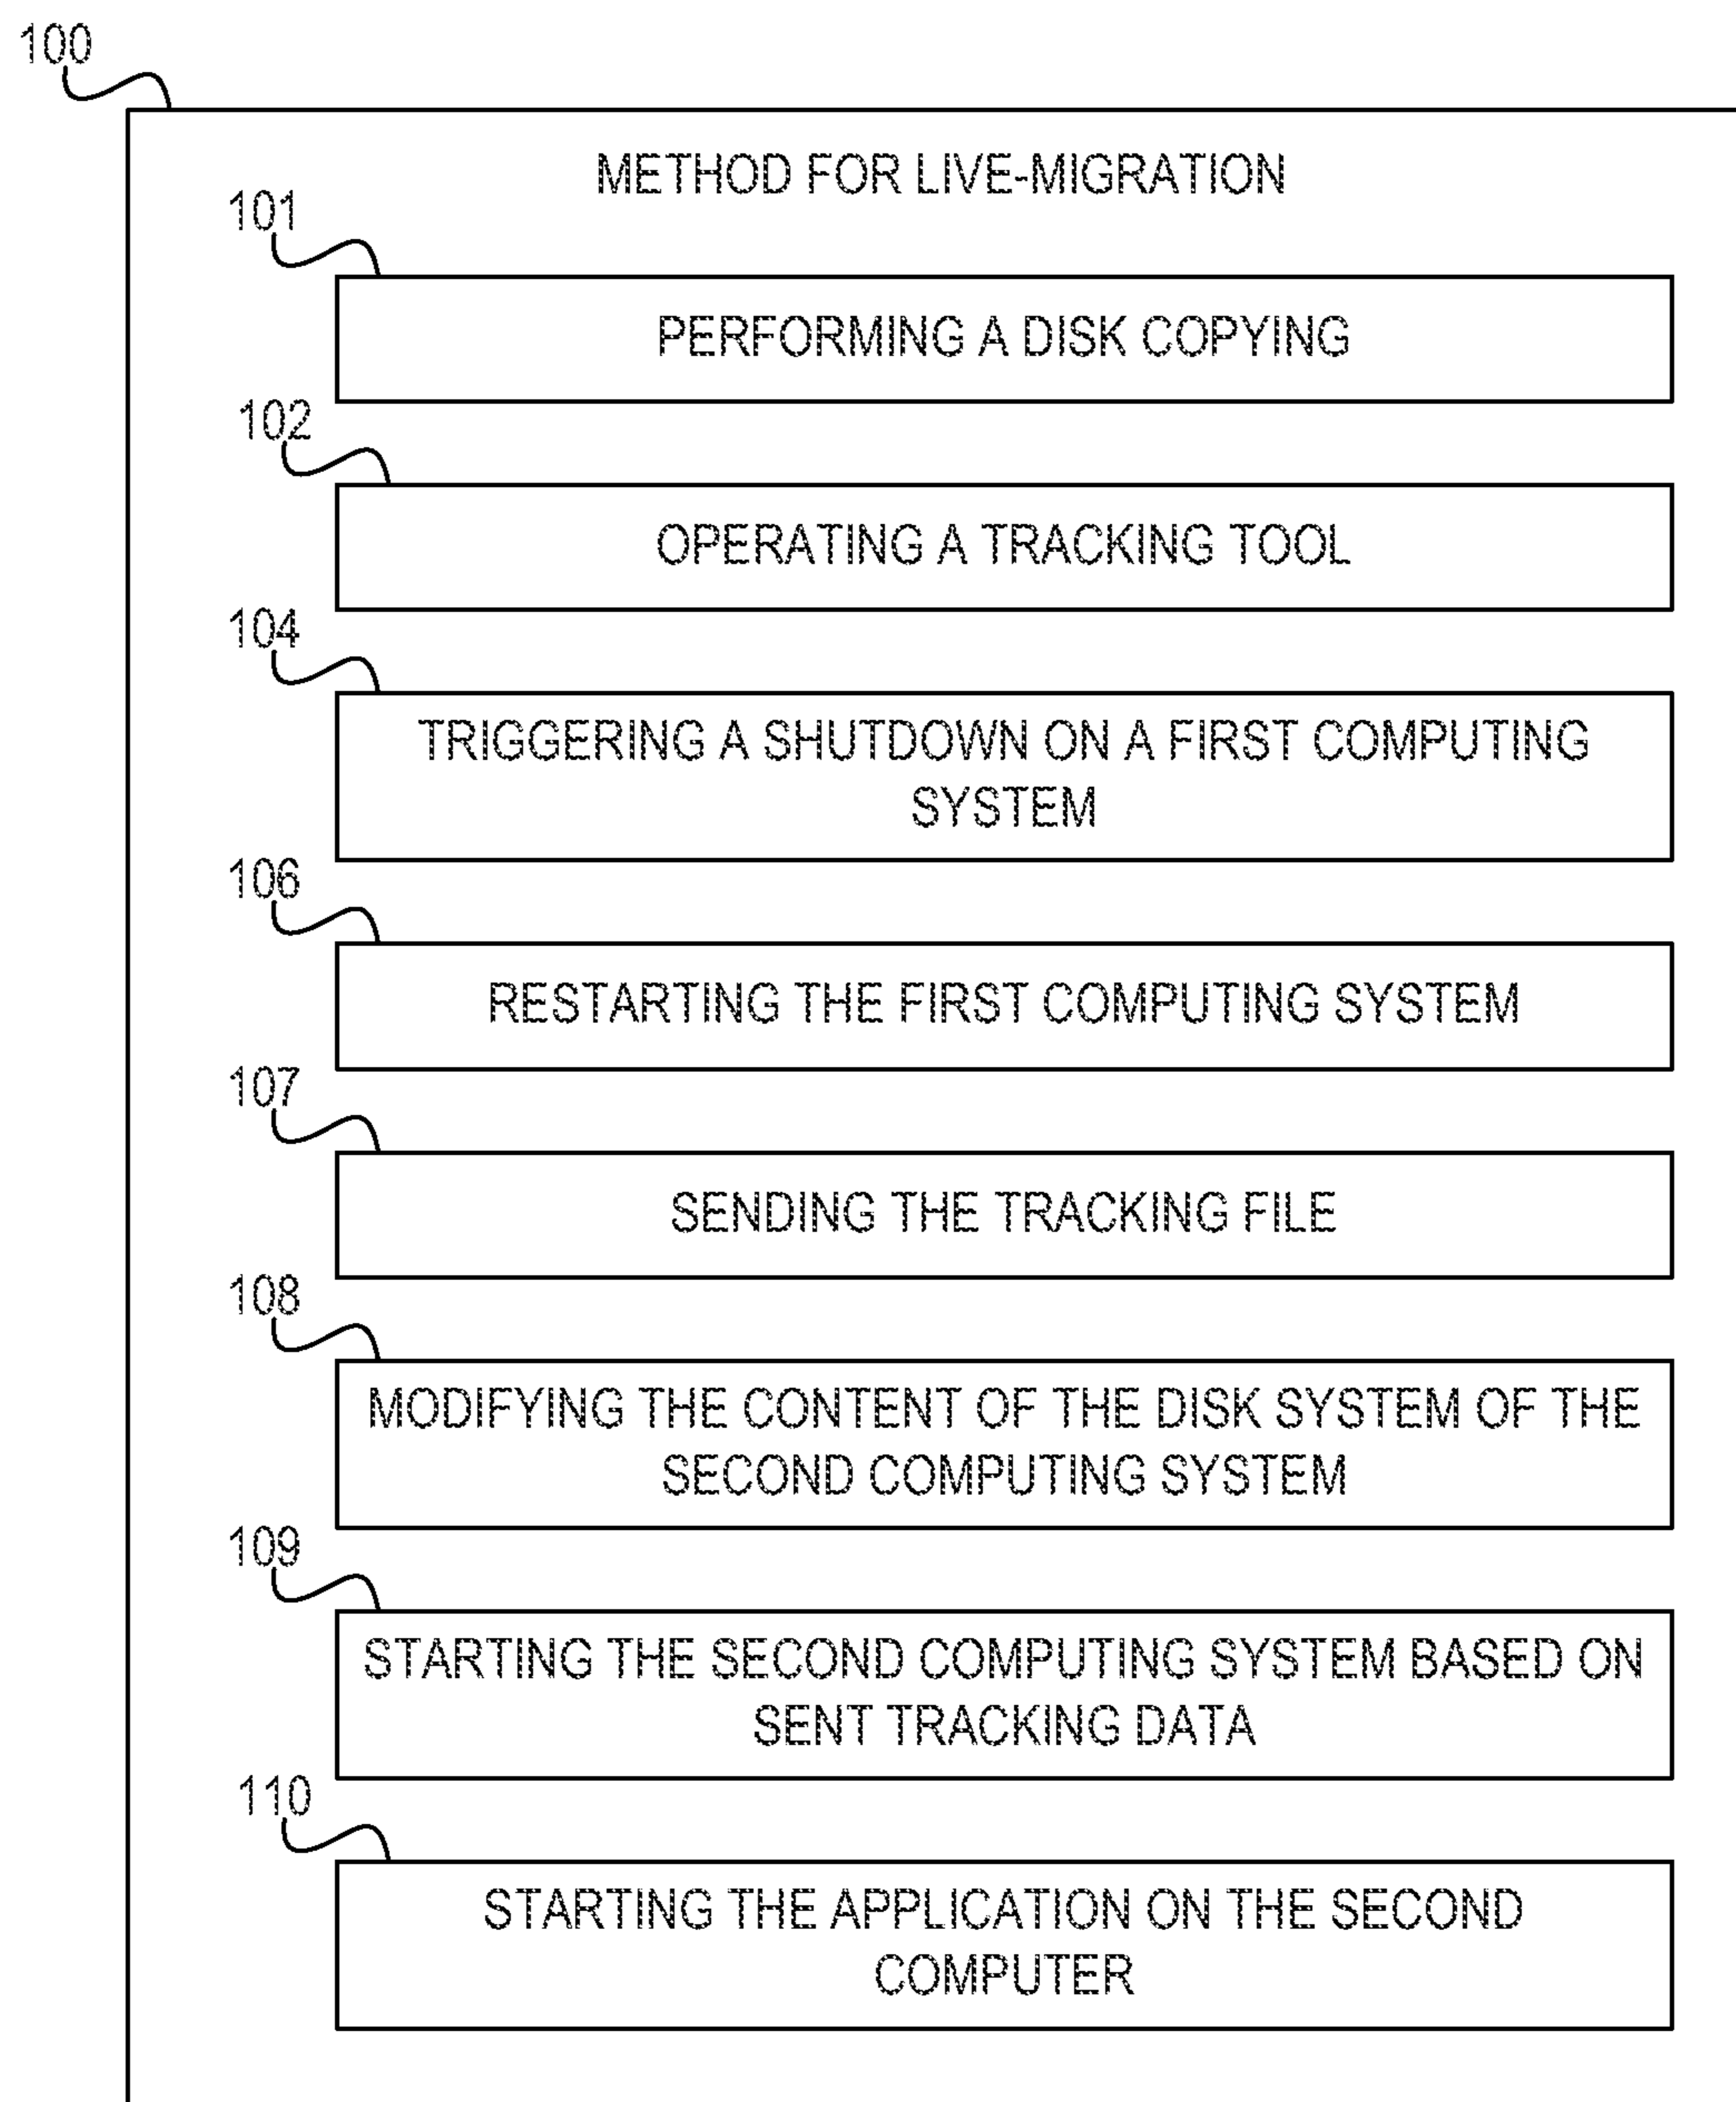 100
METHOD FOR LIVE-MIGRATION
101
PERFORMING A DISK COPYING
102
OPERATING A TRACKING TOOL
104
TRIGGERING A SHUTDOWN ON A FIRST COMPUTING
SYSTEM
106
RESTARTING THE FIRST COMPUTING SYSTEM
107
SENDING THE TRACKING FILE
108
MODIFYING THE CONTENT OF THE DISK SYSTEM OF THE
SECOND COMPUTING SYSTEM
109
STARTING THE SECOND COMPUTING SYSTEM BASED ON
SENT TRACKING DATA
110
STARTING THE APPLICATION ON THE SECOND
COMPUTER